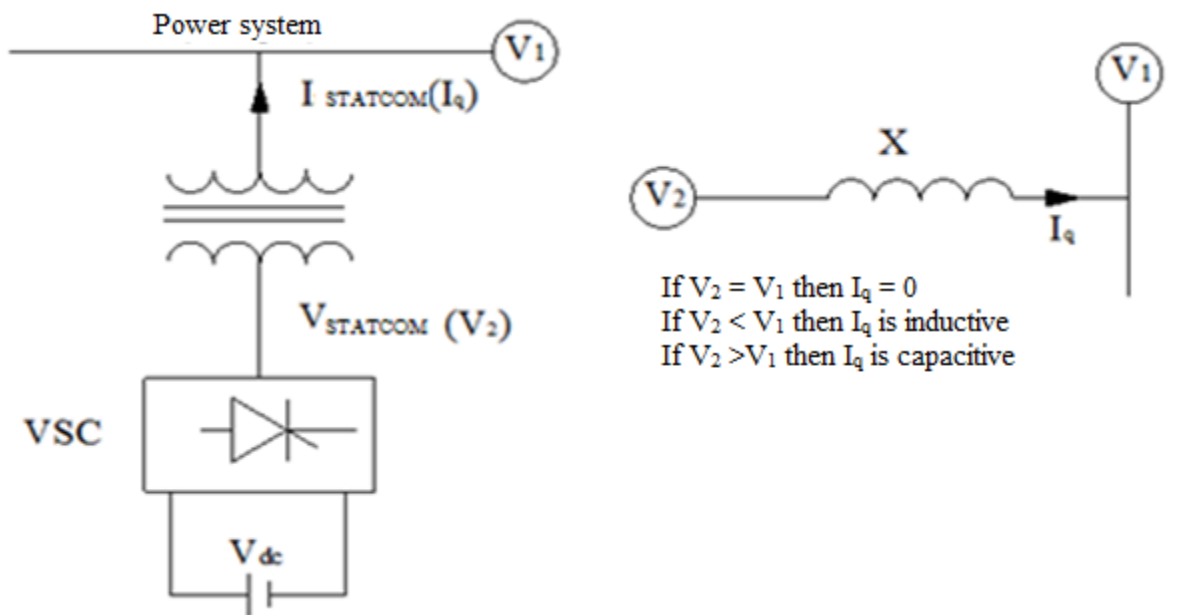 Power system
V₁
I STATCOM(Iq)
VSTATCOM (V₂)
VSC
Vdc
V₁
X
V₂
Iq
If V₂ = V₁ then Iq = 0
If V₂ < V₁ then Iq is inductive
If V₂ >V₁ then Iq is capacitive